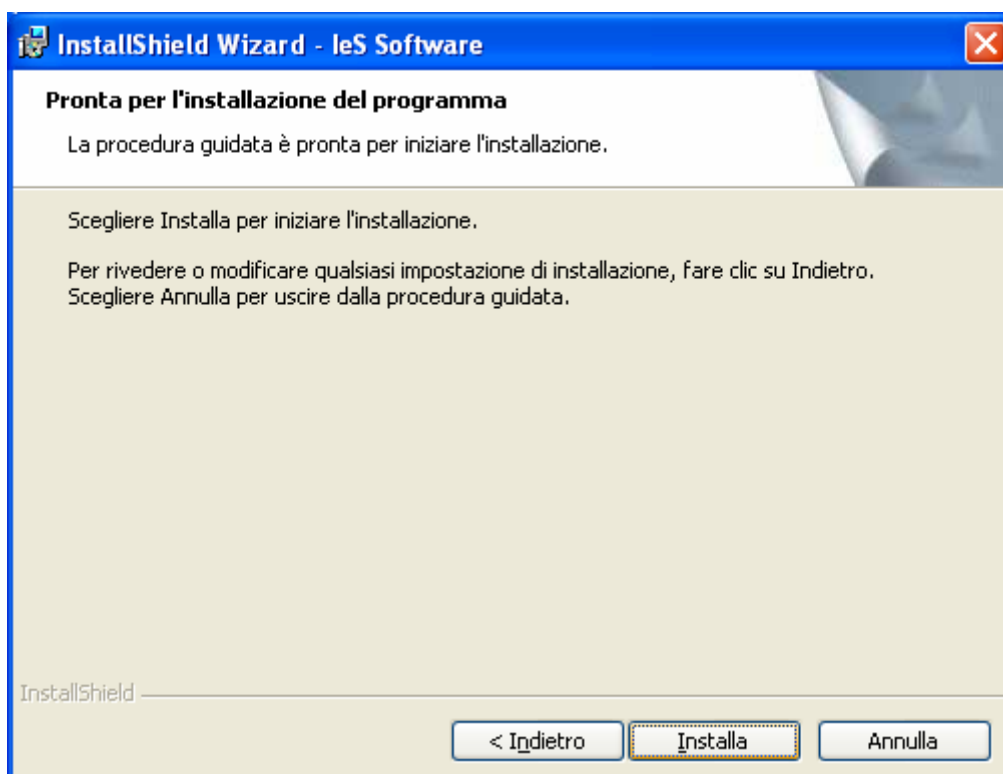 InstallShield Wizard - IeS Software
Pronta per l'installazione del programma
La procedura guidata è pronta per iniziare l'installazione.
Scegliere Installa per iniziare l'installazione.
Per rivedere o modificare qualsiasi impostazione di installazione, fare clic su Indietro.
Scegliere Annulla per uscire dalla procedura guidata.
InstallShield
< Indietro Installa Annulla